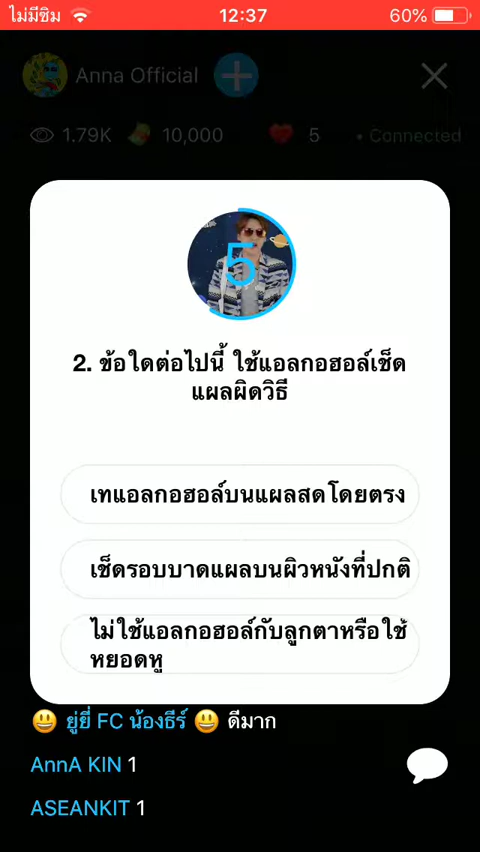 ไม่มีซิม 12:37 60%
Anna Official
1.79K 10,000 5 • Connected
5
2. ข้อใดต่อไปนี้ ใช้แอลกอฮอล์เช็ด
แผลผิดวิธี
เทแอลกอฮอล์บนแผลสดโดยตรง
เช็ดรอบบาดแผลบนผิวหนังที่ปกติ
ไม่ใช้แอลกอฮอล์กับลูกตาหรือใช้
หยอดหู
😃 ยู่ยี่ FC น้องธีร์ 😃 ดีมาก
AnnA KIN 1
ASEANKIT 1